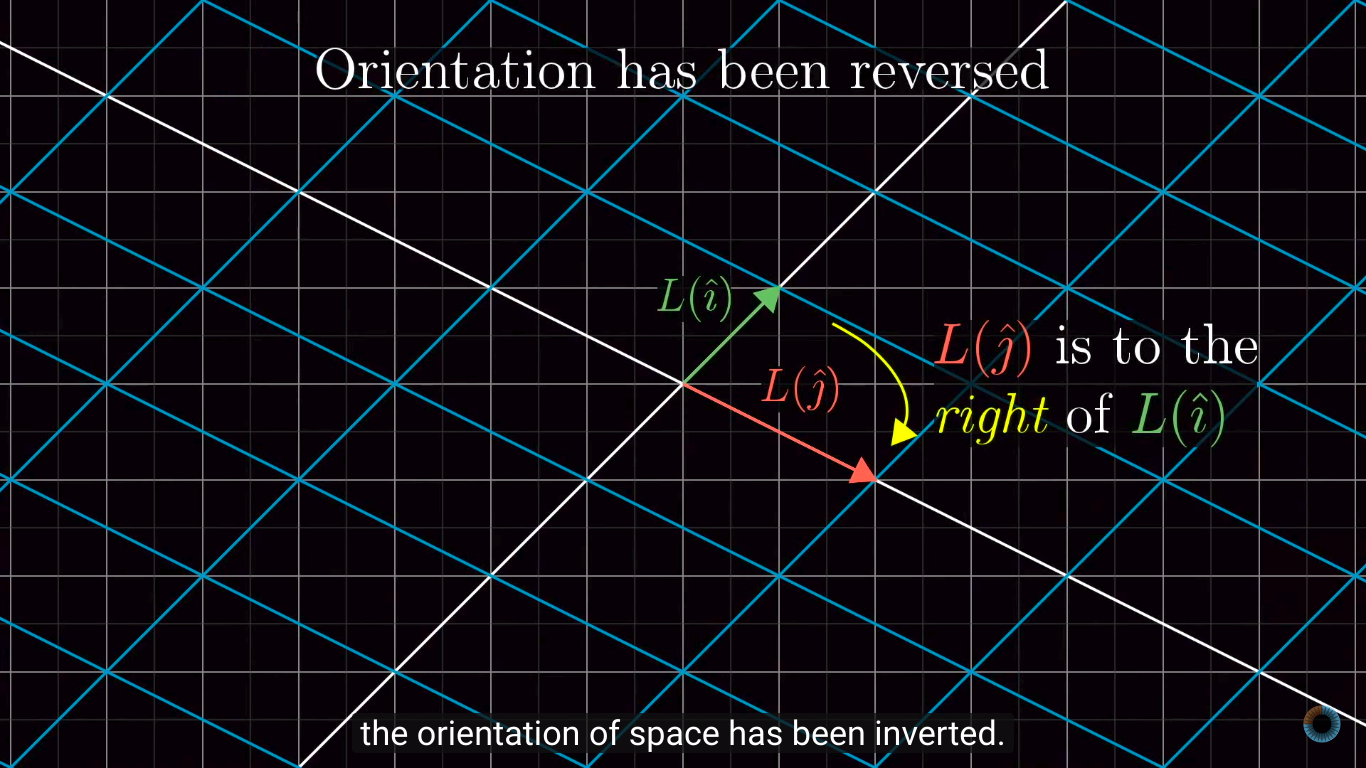 Orientation has been reversed
L(î)
L(ĵ)
L(ĵ) is to the
right of L(î)
the orientation of space has been inverted.